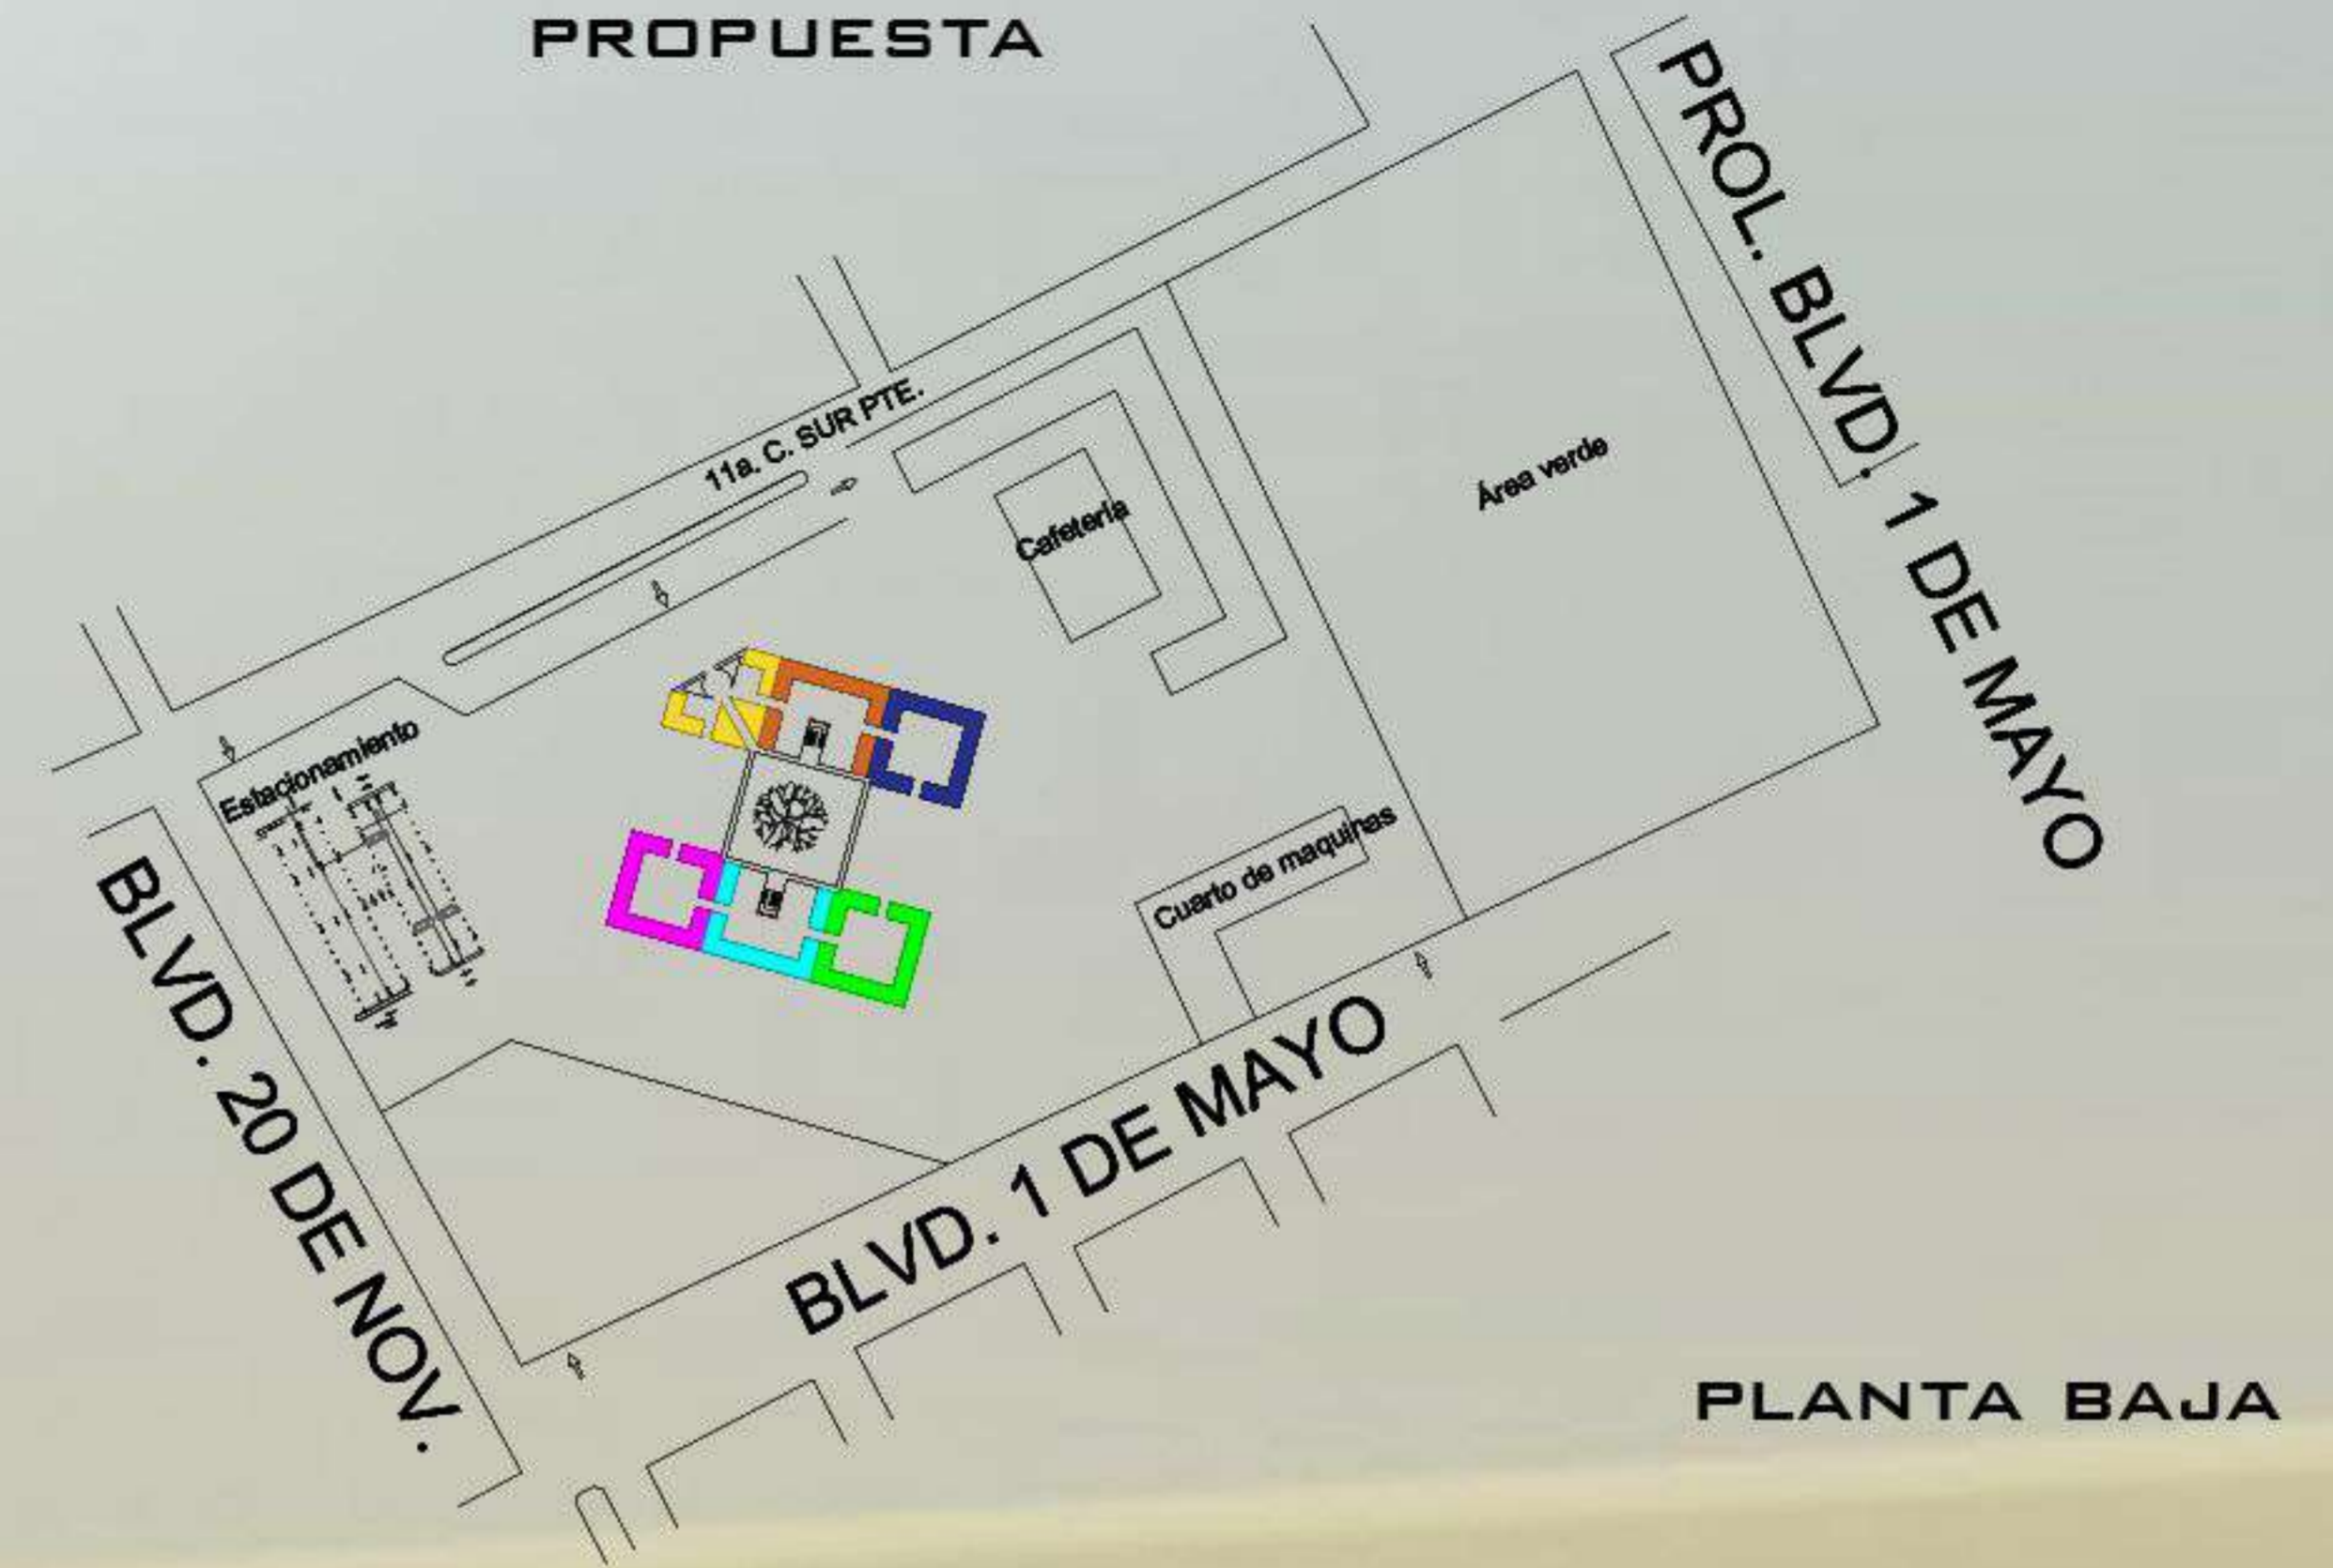 PROPUESTA
PROL. BLVD. 1 DE MAYO
11a. C. SUR PTE.
Área verde
Cafetería
Estacionamiento
Cuarto de maquinas
BLVD. 20 DE NOV.
BLVD. 1 DE MAYO
PLANTA BAJA